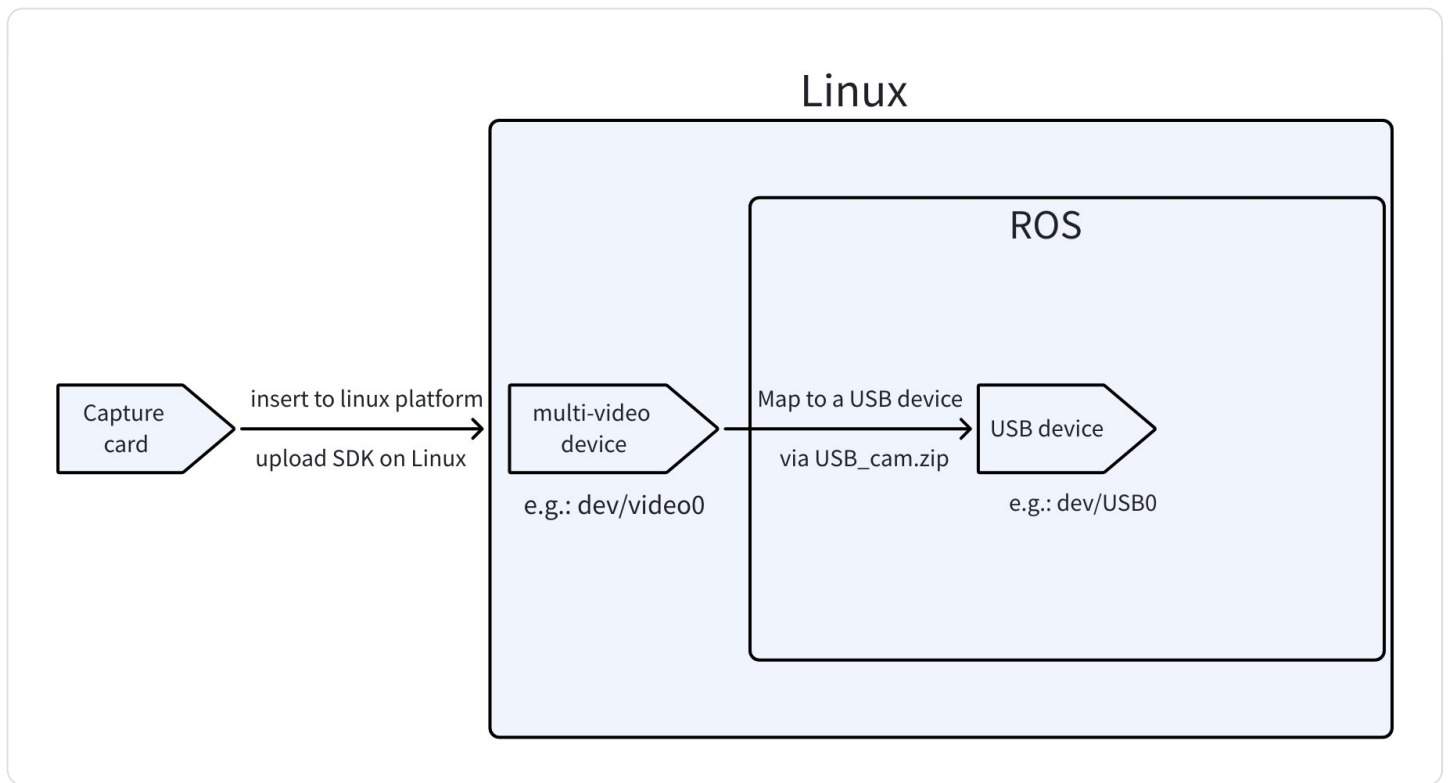 Linux
ROS
Capture
card
insert to linux platform
upload SDK on Linux
multi-video
device
e.g.: dev/video0
Map to a USB device
via USB_cam.zip
USB device
e.g.: dev/USB0